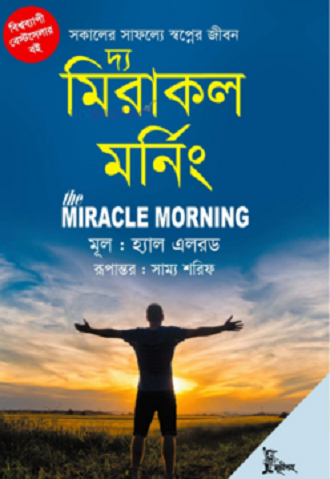 বিশ্বব্যাপী
বেস্টসেলার
বই
সকালের সাফল্যে স্বপ্নের জীবন
দ্য
মিরাকল
মর্নিং
the
MIRACLE MORNING
মূল : হ্যাল এলরড
রূপান্তর : সাম্য শরিফ